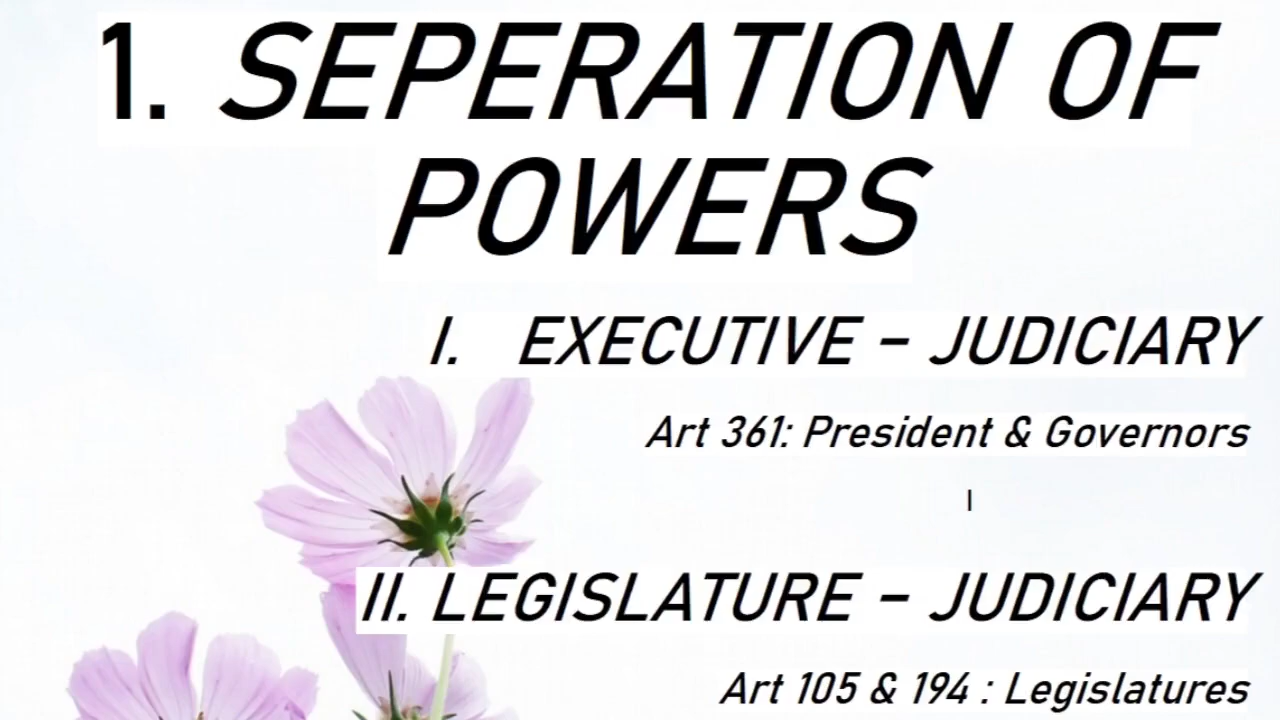 1. SEPERATION OF
POWERS
I. EXECUTIVE – JUDICIARY
Art 361: President & Governors
II. LEGISLATURE – JUDICIARY
Art 105 & 194 : Legislatures